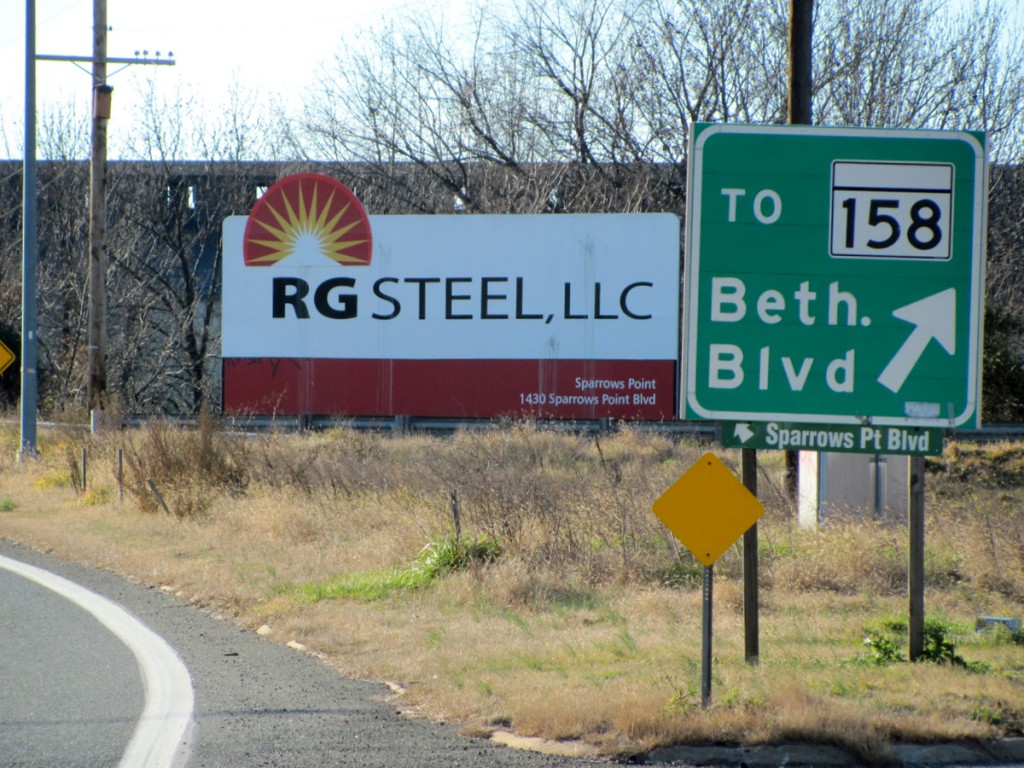 RG STEEL, LLC
Sparrows Point
1430 Sparrows Point Blvd
TO 158
Beth.
Blvd
Sparrows Pt Blvd